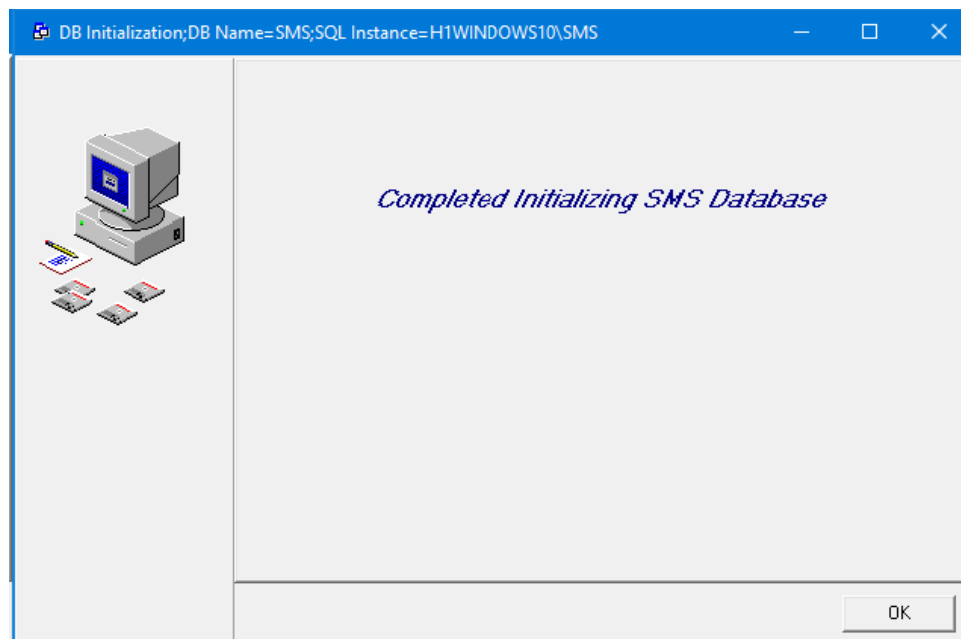 DB Initialization;DB Name=SMS;SQL Instance=H1WINDOWS10\SMS
Completed Initializing SMS Database
OK